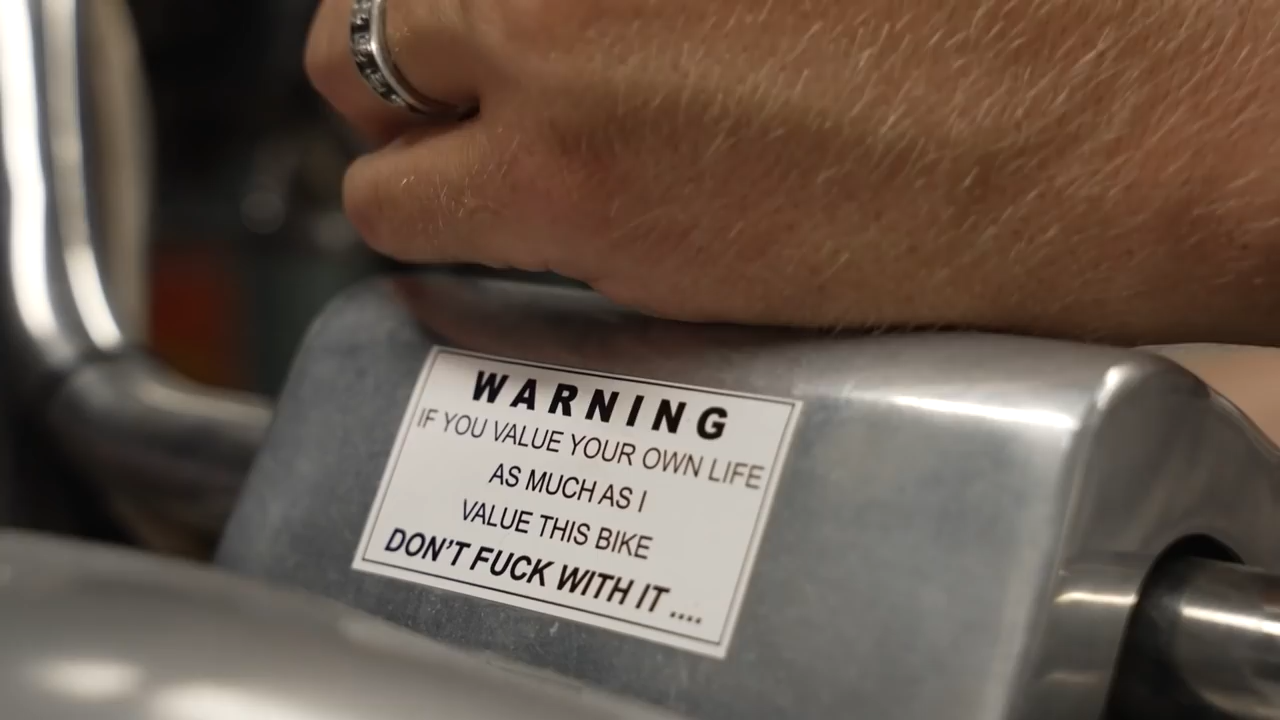 WARNING
IF YOU VALUE YOUR OWN LIFE
AS MUCH AS I
VALUE THIS BIKE
DON'T FUCK WITH IT ....